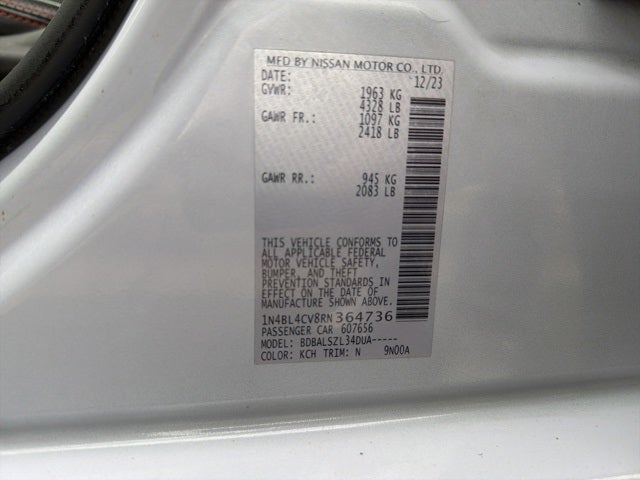 MFD BY NISSAN MOTOR CO., LTD.
DATE: 12/23
GVWR: 1963 KG
4328 LB
GAWR FR.: 1097 KG
2418 LB
GAWR RR.: 945 KG
2083 LB
THIS VEHICLE CONFORMS TO
ALL APPLICABLE FEDERAL
MOTOR VEHICLE SAFETY,
BUMPER, AND THEFT
PREVENTION STANDARDS IN
EFFECT ON THE DATE OF
MANUFACTURE SHOWN ABOVE.
1N4BL4CV8RN364736
PASSENGER CAR 607656
MODEL: BDBALSZL34DUA-----
COLOR: KCH TRIM: N 9N00A